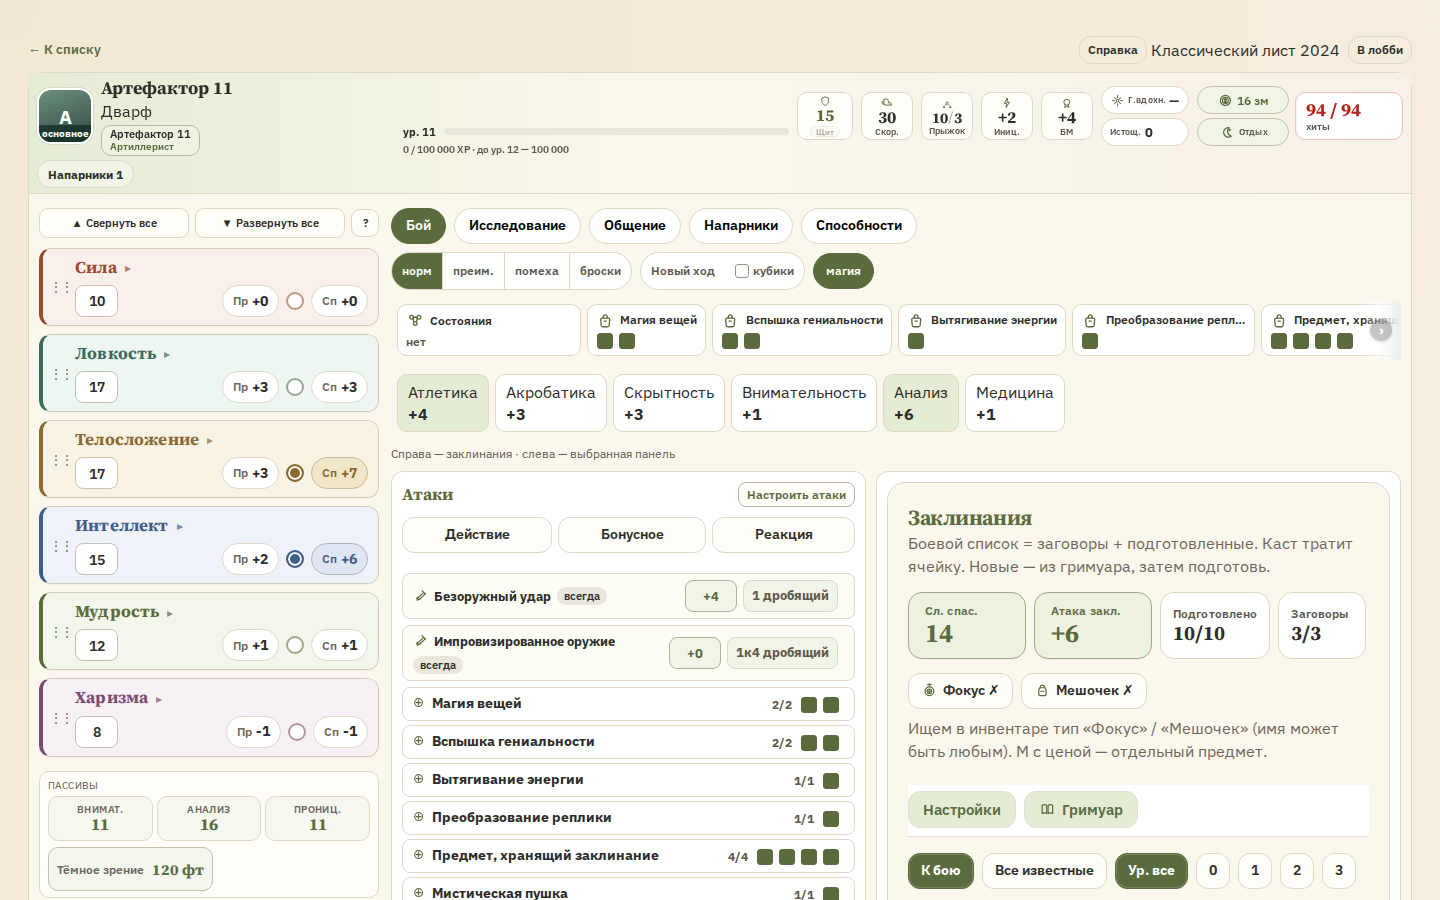 ← К списку
Справка Классический лист 2024 В лобби
А
основное
Артефактор 11
Дварф
Артефактор 11
Артиллерист
Напарники 1
ур. 11
0 / 100 000 XP · до ур. 12 — 100 000
15
Щит
30
Скор.
10/3
Прыжок
+2
Иниц.
+4
БМ
Г.вдохн. —
Истощ. 0
16 зм
Отдых
94 / 94
хиты
▲ Свернуть все
▼ Развернуть все
?
Сила ▸
10
Пр +0
Сп +0
Ловкость ▸
17
Пр +3
Сп +3
Телосложение ▸
17
Пр +3
Сп +7
Интеллект ▸
15
Пр +2
Сп +6
Мудрость ▸
12
Пр +1
Сп +1
Харизма ▸
8
Пр -1
Сп -1
ПАССИВЫ
ВНИМАТ.
11
АНАЛИЗ
16
ПРОНИЦ.
11
Тёмное зрение 120 фт
Бой
Исследование
Общение
Напарники
Способности
норм
преим.
помеха
броски
Новый ход
кубики
магия
Состояния
нет
Магия вещей
Вспышка гениальности
Вытягивание энергии
Преобразование репл...
Предмет, хранящ
›
Атлетика
+4
Акробатика
+3
Скрытность
+3
Внимательность
+1
Анализ
+6
Медицина
+1
Справа — заклинания · слева — выбранная панель
Атаки
Настроить атаки
Действие
Бонусное
Реакция
Безоружный удар всегда
+4
1 дробящий
Импровизированное оружие
всегда
+0
1к4 дробящий
Магия вещей 2/2
Вспышка гениальности 2/2
Вытягивание энергии 1/1
Преобразование реплики 1/1
Предмет, хранящий заклинание 4/4
Мистическая пушка 1/1
Заклинания
Боевой список = заговоры + подготовленные. Каст тратит
ячейку. Новые — из гримуара, затем подготовь.
Сл. спас.
14
Атака закл.
+6
Подготовлено
10/10
Заговоры
3/3
Фокус ✗
Мешочек ✗
Ищем в инвентаре тип «Фокус» / «Мешочек» (имя может
быть любым). М с ценой — отдельный предмет.
Настройки
Гримуар
К бою
Все известные
Ур. все
0
1
2
3